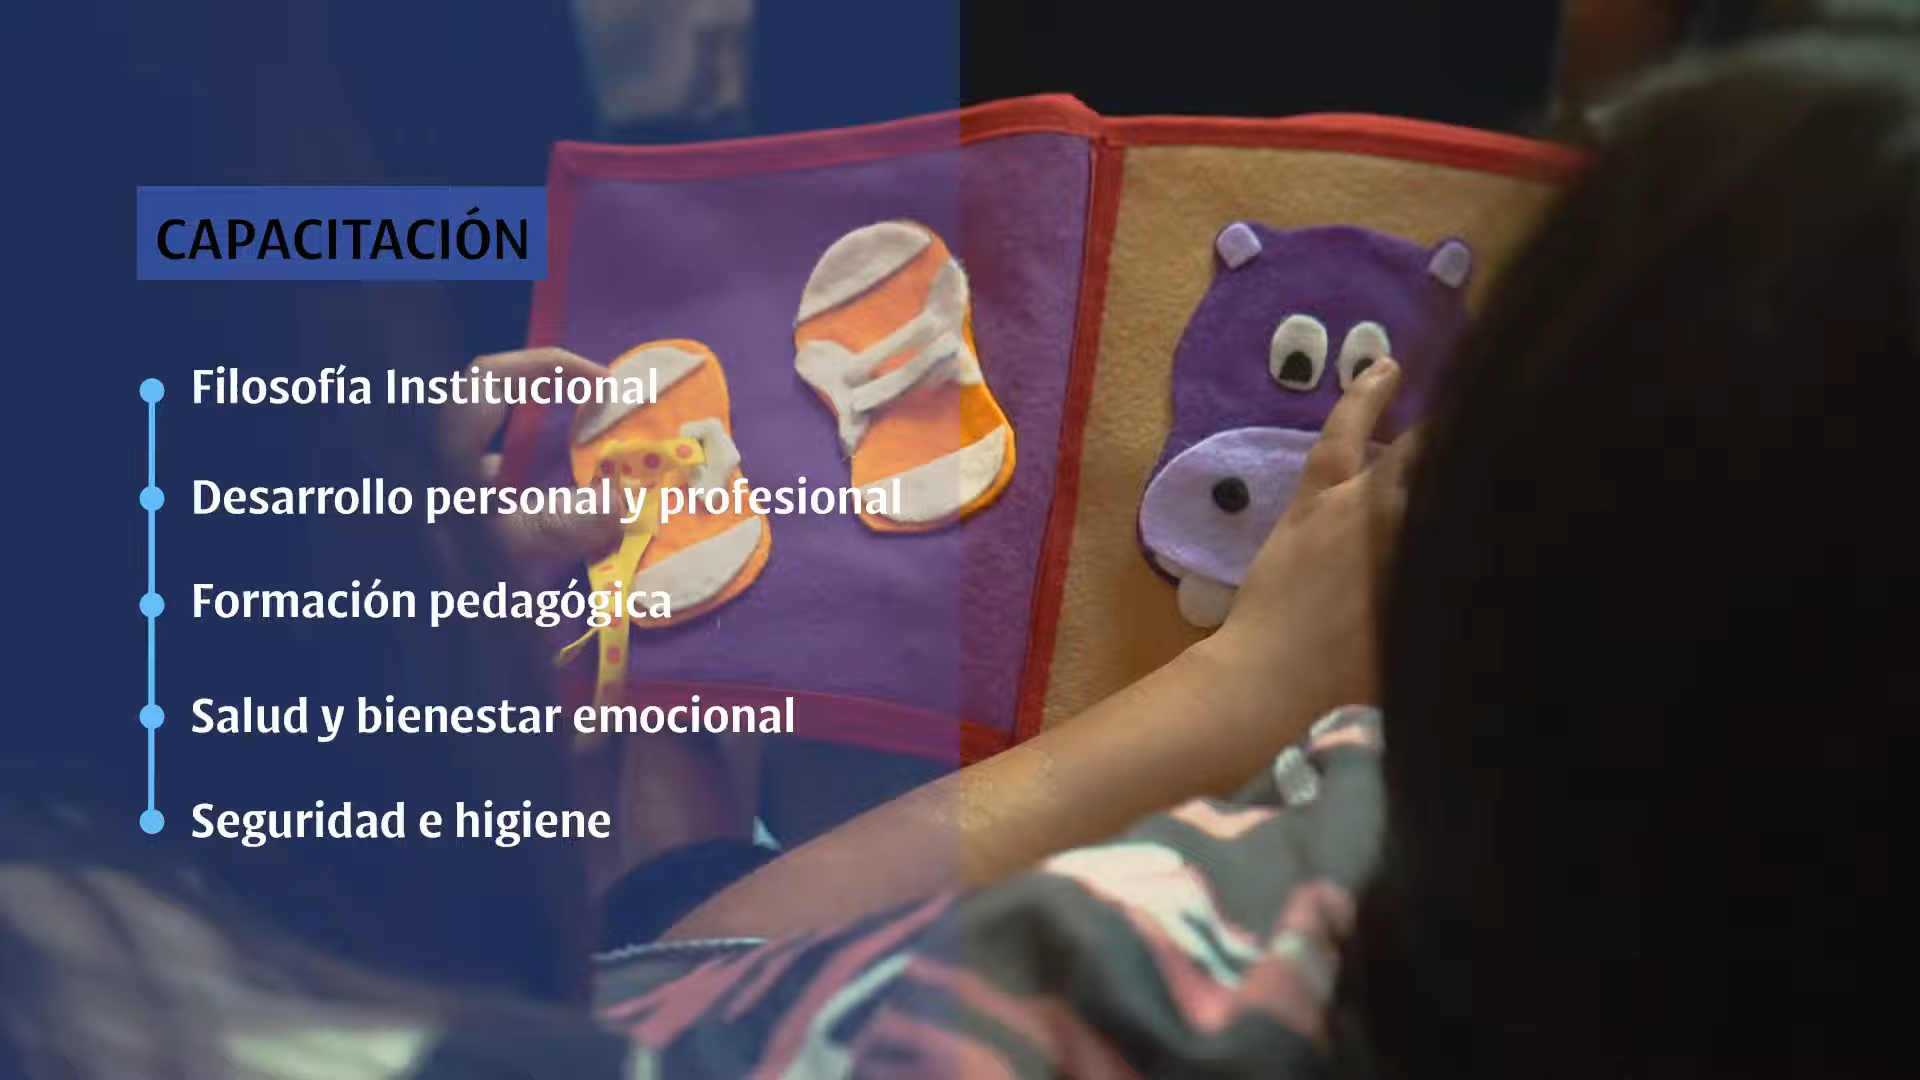 CAPACITACIÓN
Filosofía Institucional
Desarrollo personal y profesional
Formación pedagógica
Salud y bienestar emocional
Seguridad e higiene